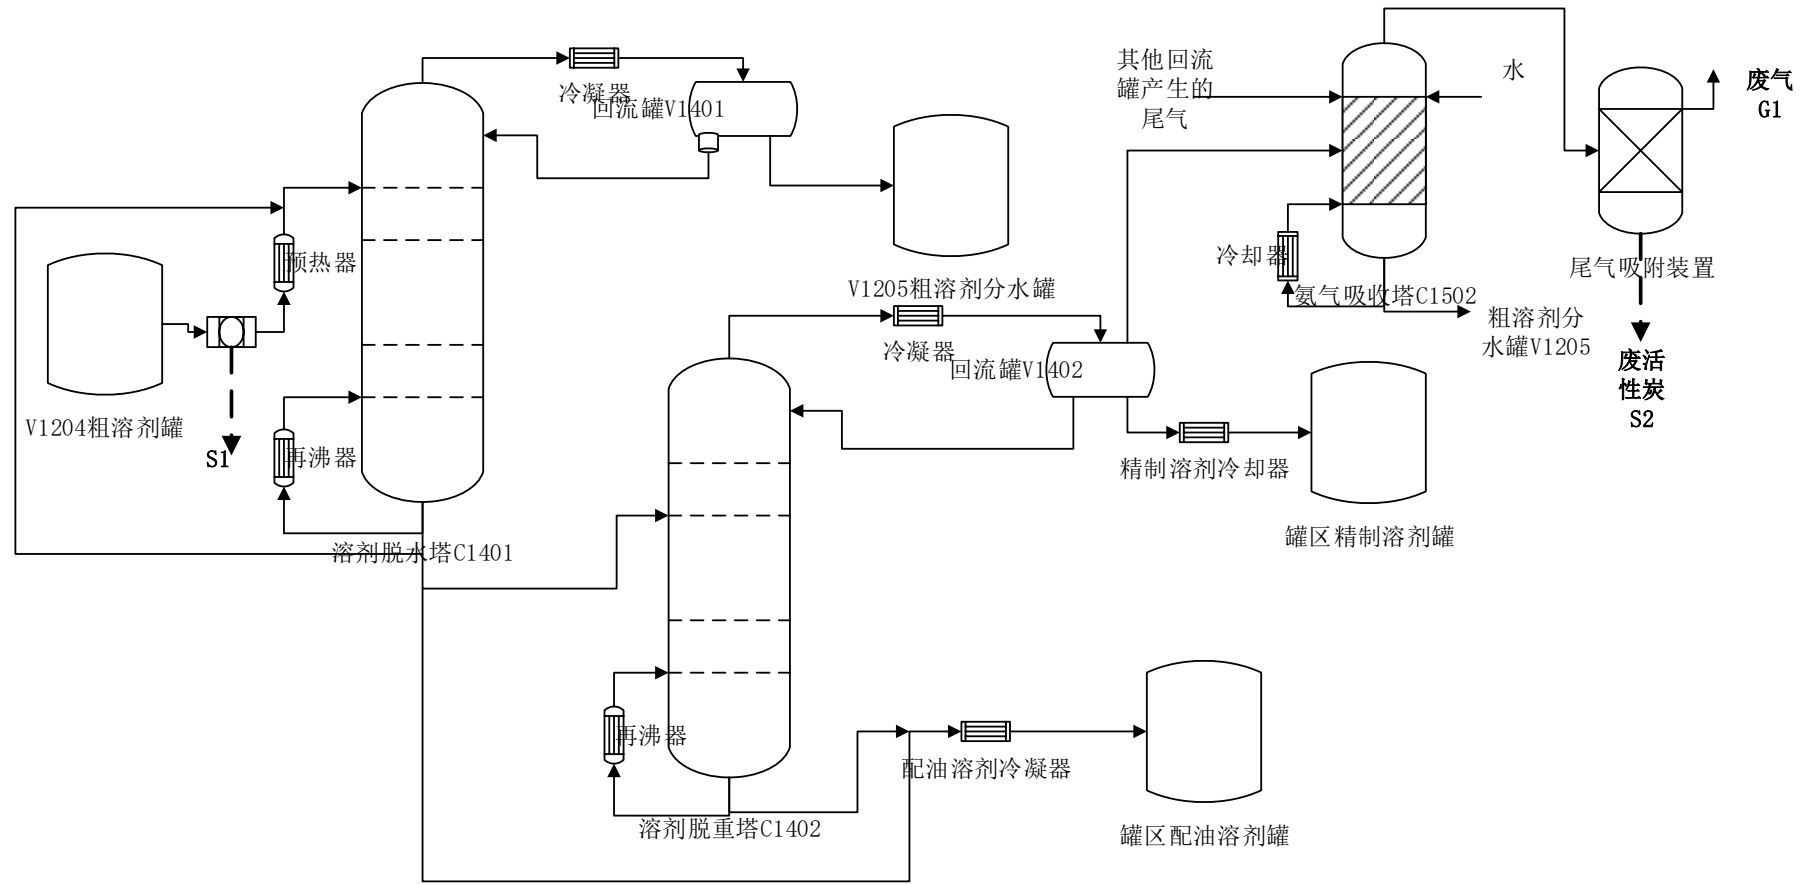 冷凝器
回流罐V1401
其他回流
罐产生的
尾气
水
废气
G1
预热器
V1205粗溶剂分水罐
冷却器
氨气吸收塔C1502
尾气吸附装置
粗溶剂分
水罐V1205
冷凝器
回流罐V1402
废活
性炭
S2
V1204粗溶剂罐
S1
再沸器
精制溶剂冷却器
罐区精制溶剂罐
溶剂脱水塔C1401
再沸器
配油溶剂冷凝器
溶剂脱重塔C1402
罐区配油溶剂罐